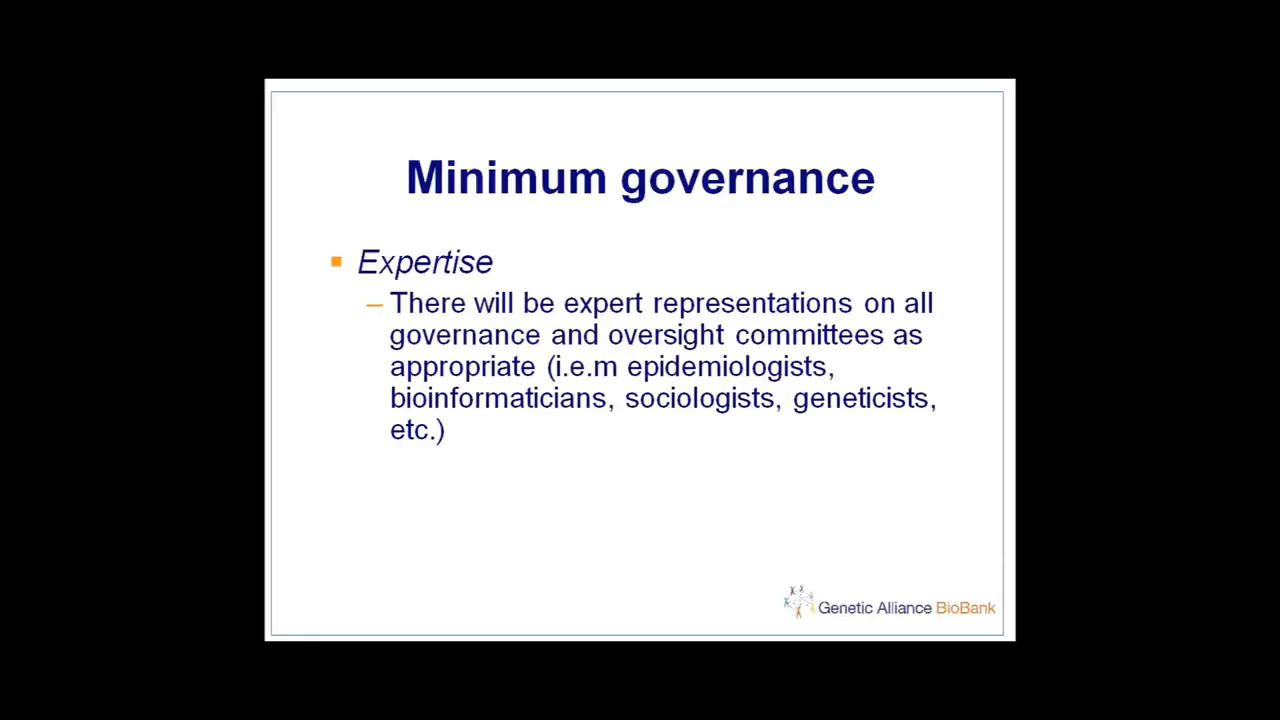 Minimum governance
Expertise
– There will be expert representations on all
governance and oversight committees as
appropriate (i.e.m epidemiologists,
bioinformaticians, sociologists, geneticists,
etc.)
Genetic Alliance BioBank